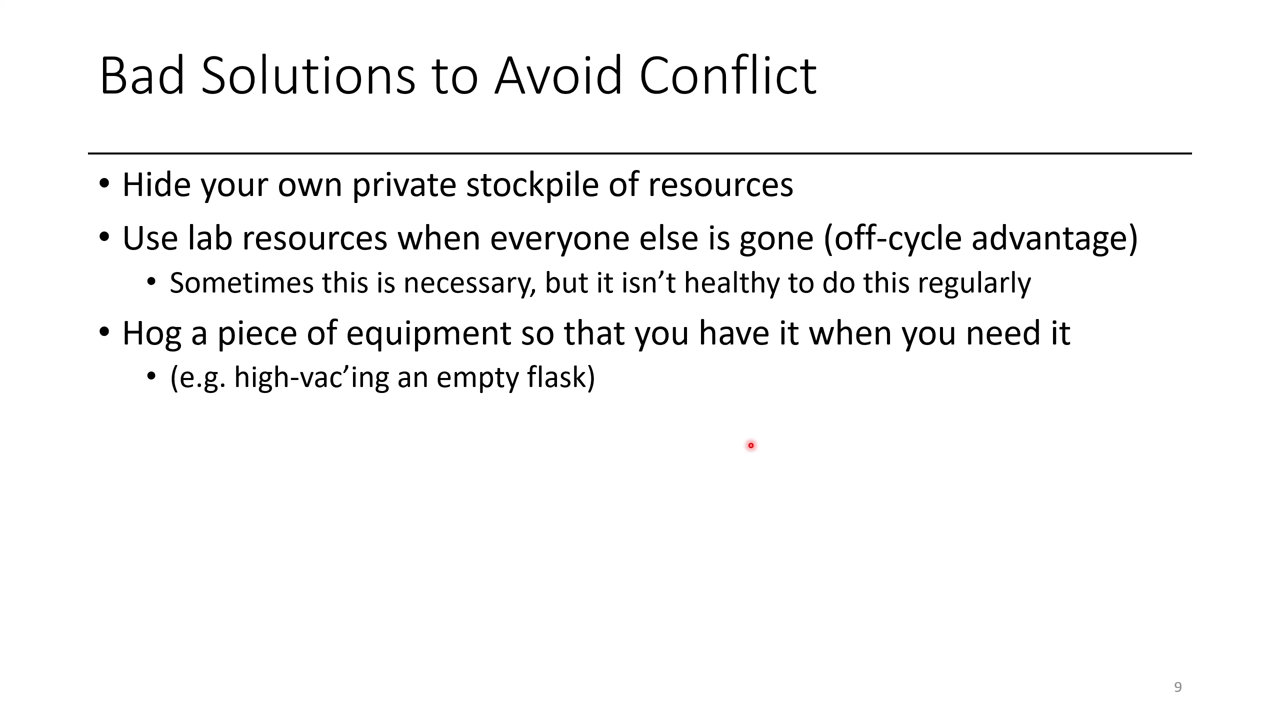 Bad Solutions to Avoid Conflict
• Hide your own private stockpile of resources
• Use lab resources when everyone else is gone (off-cycle advantage)
• Sometimes this is necessary, but it isn’t healthy to do this regularly
• Hog a piece of equipment so that you have it when you need it
• (e.g. high-vac’ing an empty flask)
9